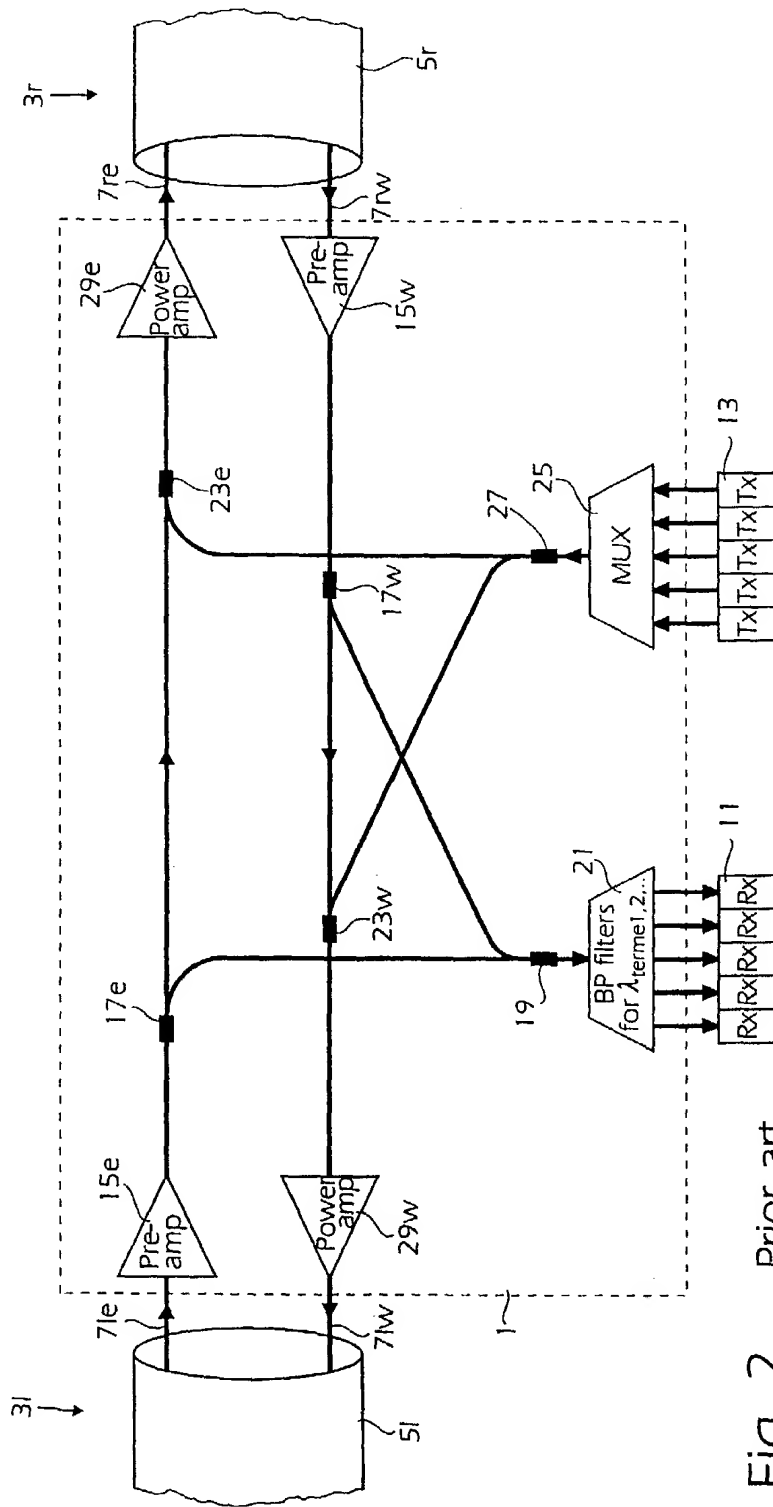 3l
3r
5l
5r
7le
7re
15e
Pre-
amp
17e
23e
29e
Power
amp
7lw
7rw
29w
Power
amp
23w
17w
Pre-
amp
15w
1
19
27
21
BP filters
for λterme1,2,...
25
MUX
11
Rx Rx Rx Rx Rx
13
Tx Tx Tx Tx Tx
Fig. 2 Prior art